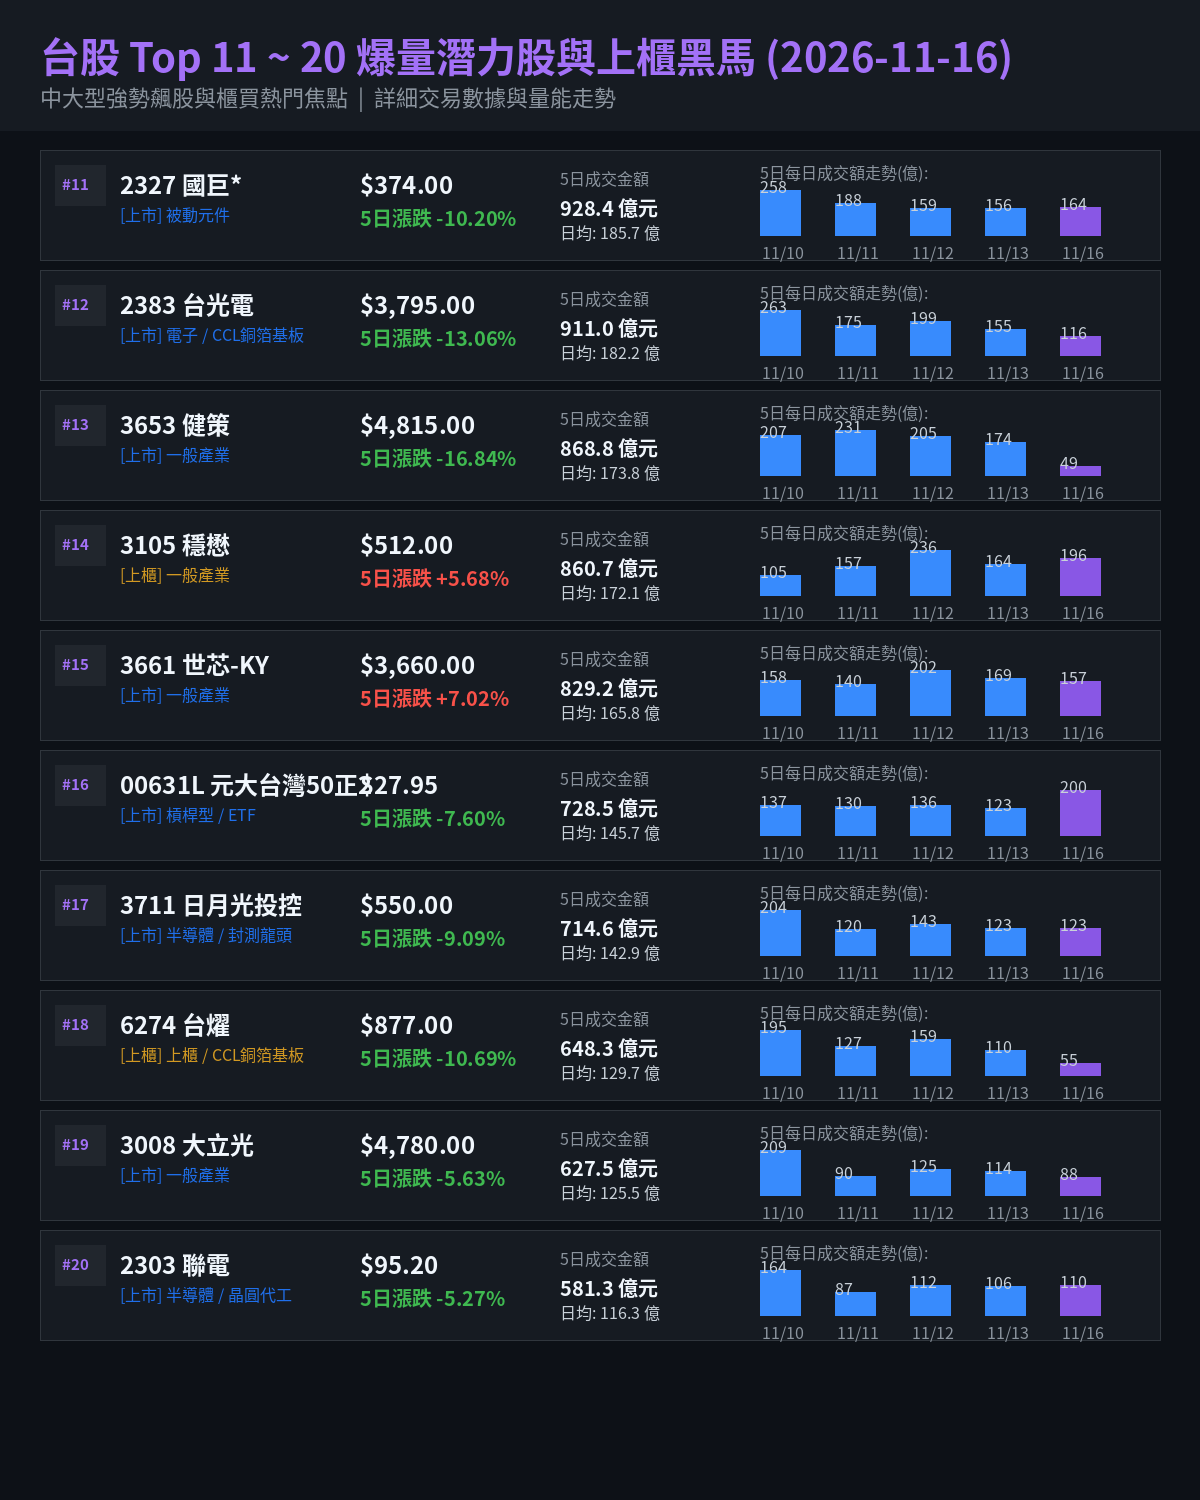 台股 Top 11 ~ 20 爆量潛力股與上櫃黑馬 (2026-11-16)
中大型強勢飆股與櫃買熱門焦點 | 詳細交易數據與量能走勢
#11
2327 國巨*
[上市] 被動元件
$374.00
5日漲跌 -10.20%
5日成交金額
928.4 億元
日均: 185.7 億
5日每日成交額走勢(億):
258 188 159 156 164
11/10 11/11 11/12 11/13 11/16
#12
2383 台光電
[上市] 電子 / CCL銅箔基板
$3,795.00
5日漲跌 -13.06%
5日成交金額
911.0 億元
日均: 182.2 億
5日每日成交額走勢(億):
263 175 199 155 116
11/10 11/11 11/12 11/13 11/16
#13
3653 健策
[上市] 一般產業
$4,815.00
5日漲跌 -16.84%
5日成交金額
868.8 億元
日均: 173.8 億
5日每日成交額走勢(億):
207 231 205 174 49
11/10 11/11 11/12 11/13 11/16
#14
3105 穩懋
[上櫃] 一般產業
$512.00
5日漲跌 +5.68%
5日成交金額
860.7 億元
日均: 172.1 億
5日每日成交額走勢(億):
105 157 236 164 196
11/10 11/11 11/12 11/13 11/16
#15
3661 世芯-KY
[上市] 一般產業
$3,660.00
5日漲跌 +7.02%
5日成交金額
829.2 億元
日均: 165.8 億
5日每日成交額走勢(億):
158 140 202 169 157
11/10 11/11 11/12 11/13 11/16
#16
00631L 元大台灣50正2
[上市] 槓桿型 / ETF
$27.95
5日漲跌 -7.60%
5日成交金額
728.5 億元
日均: 145.7 億
5日每日成交額走勢(億):
137 130 136 123 200
11/10 11/11 11/12 11/13 11/16
#17
3711 日月光投控
[上市] 半導體 / 封測龍頭
$550.00
5日漲跌 -9.09%
5日成交金額
714.6 億元
日均: 142.9 億
5日每日成交額走勢(億):
204 120 143 123 123
11/10 11/11 11/12 11/13 11/16
#18
6274 台燿
[上櫃] 上櫃 / CCL銅箔基板
$877.00
5日漲跌 -10.69%
5日成交金額
648.3 億元
日均: 129.7 億
5日每日成交額走勢(億):
195 127 159 110 55
11/10 11/11 11/12 11/13 11/16
#19
3008 大立光
[上市] 一般產業
$4,780.00
5日漲跌 -5.63%
5日成交金額
627.5 億元
日均: 125.5 億
5日每日成交額走勢(億):
209 90 125 114 88
11/10 11/11 11/12 11/13 11/16
#20
2303 聯電
[上市] 半導體 / 晶圓代工
$95.20
5日漲跌 -5.27%
5日成交金額
581.3 億元
日均: 116.3 億
5日每日成交額走勢(億):
164 87 112 106 110
11/10 11/11 11/12 11/13 11/16